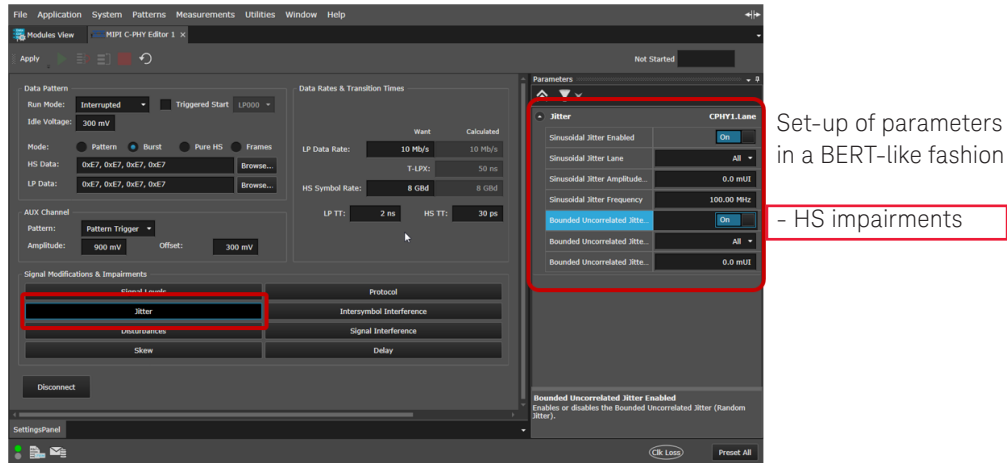 File Application System Patterns Measurements Utilities Window Help
Modules View MIPI C-PHY Editor 1 ×
Apply
Not Started
Data Pattern
Run Mode: Interrupted Triggered Start LP000
Idle Voltage: 300 mV
Mode: Pattern Burst Pure HS Frames
HS Data: 0xE7, 0xE7, 0xE7, 0xE7 Browse...
LP Data: 0xE7, 0xE7, 0xE7, 0xE7 Browse...
AUX Channel
Pattern: Pattern Trigger
Amplitude: 900 mV Offset: 300 mV
Data Rates & Transition Times
Want Calculated
LP Data Rate: 10 Mb/s 10 Mb/s
T-LPX: 50 ns
HS Symbol Rate: 8 GBd 8 GBd
LP TT: 2 ns HS TT: 30 ps
Signal Modifications & Impairments
Signal Levels Protocol
Jitter Intersymbol Interference
Disturbances Signal Interference
Skew Delay
Disconnect
SettingsPanel
Parameters
Jitter CPHY1.Lane
Sinusoidal Jitter Enabled On
Sinusoidal Jitter Lane All
Sinusoidal Jitter Amplitude... 0.0 mUI
Sinusoidal Jitter Frequency 100.00 MHz
Bounded Uncorrelated Jitte... On
Bounded Uncorrelated Jitte... All
Bounded Uncorrelated Jitte... 0.0 mUI
Bounded Uncorrelated Jitter Enabled
Enables or disables the Bounded Uncorrelated Jitter (Random
Jitter).
Clk Loss Preset All
Set-up of parameters
in a BERT-like fashion
- HS impairments